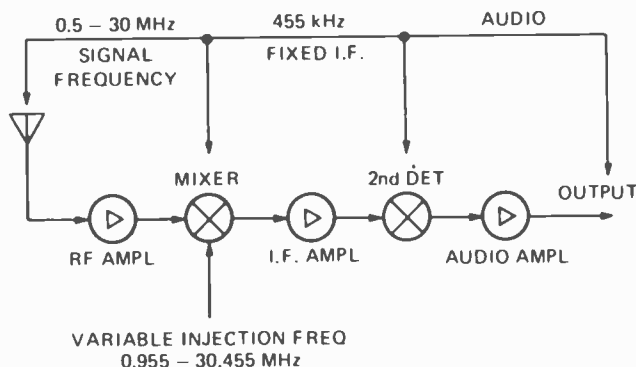 0.5 – 30 MHz
455 kHz
AUDIO
SIGNAL
FREQUENCY
FIXED I.F.
MIXER
2nd DET
OUTPUT
RF AMPL
I.F. AMPL
AUDIO AMPL
VARIABLE INJECTION FREQ
0.955 – 30.455 MHz